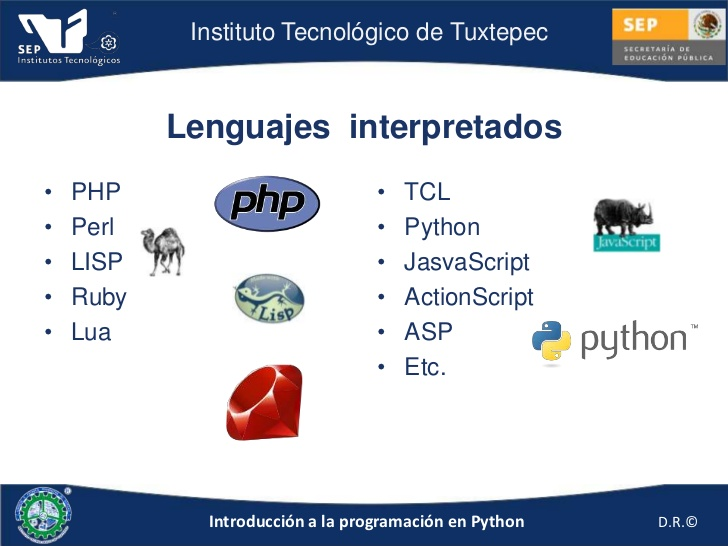 SEP
Institutos Tecnológicos
Instituto Tecnológico de Tuxtepec
SEP
SECRETARÍA DE
EDUCACIÓN PÚBLICA
Lenguajes interpretados
• PHP
• Perl
• LISP
• Ruby
• Lua
php
Lisp
• TCL
• Python
• JasvaScript
• ActionScript
• ASP
• Etc.
JavaScript
python™
®
Introducción a la programación en Python
D.R.©